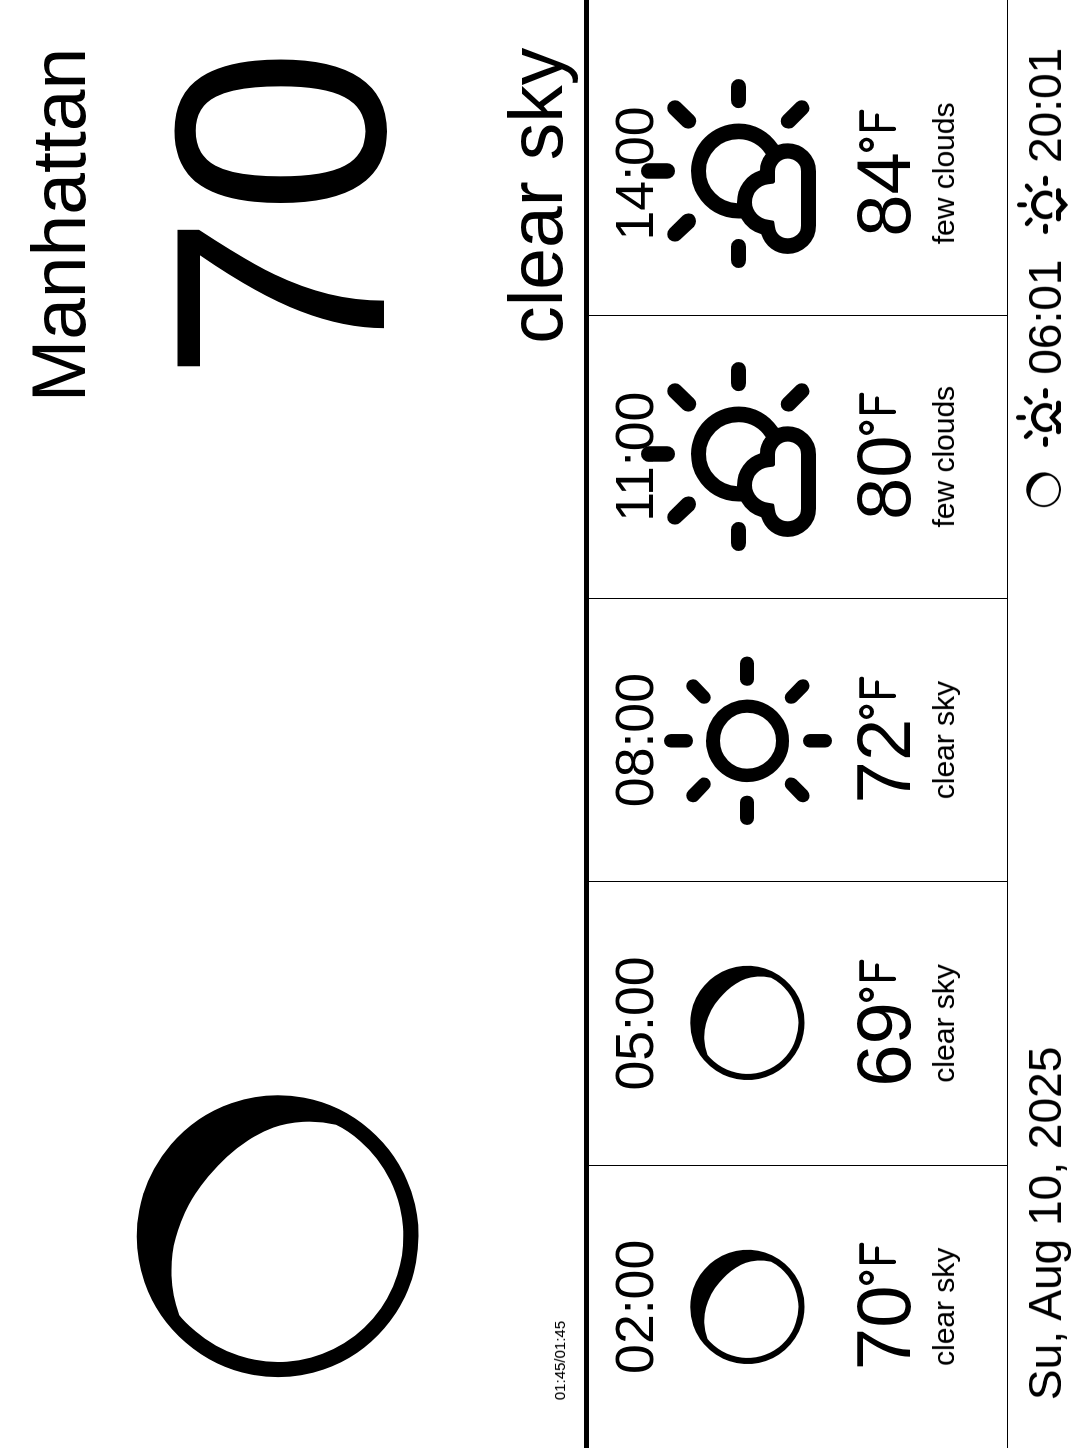 Manhattan
70
clear sky
01:45/01:45
02:00 05:00 08:00 11:00 14:00
70°F 69°F 72°F 80°F 84°F
clear sky clear sky clear sky few clouds few clouds
Su, Aug 10, 2025 06:01 20:01